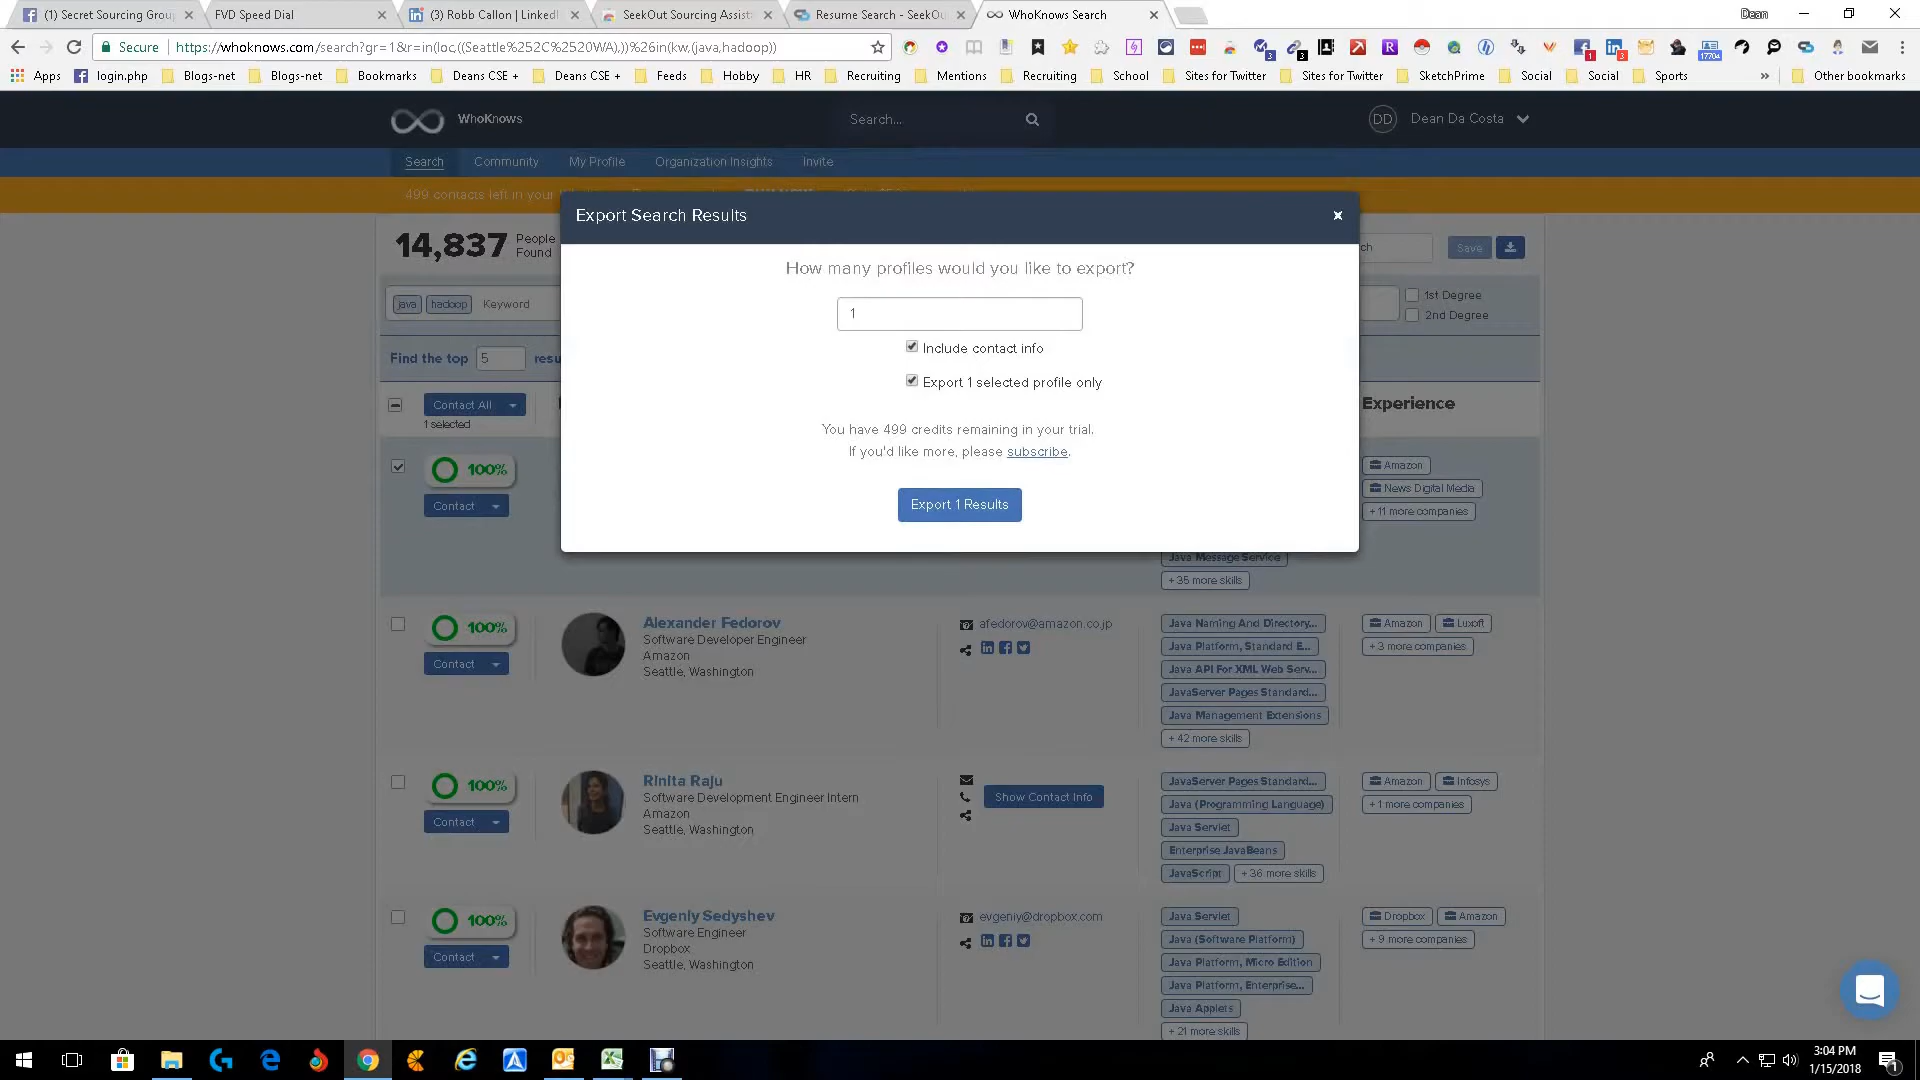 (1) Secret Sourcing Group
FVD Speed Dial
(3) Robb Callon | LinkedI
SeekOut Sourcing Assist
Resume Search - SeekOu
WhoKnows Search
Dean
Secure
https://whoknows.com/search?gr=1&r=in(loc,((Seattle%252C%2520WA),))%26in(kw,(java,hadoop))
3
3
1
3
17704
Apps
login.php
Blogs-net
Blogs-net
Bookmarks
Deans CSE +
Deans CSE +
Feeds
Hobby
HR
Recruiting
Mentions
Recruiting
School
Sites for Twitter
Sites for Twitter
SketchPrime
Social
Social
Sports
»
Other bookmarks
WhoKnows
Search...
DD
Dean Da Costa
Search
Community
My Profile
Organization Insights
Invite
499 contacts left in your
Export Search Results
How many profiles would you like to export?
1
Include contact info
Export 1 selected profile only
You have 499 credits remaining in your trial.
If you'd like more, please subscribe.
Export 1 Results
14,837
People
Found
ch
Save
java
hadoop
Keyword
1st Degree
2nd Degree
Find the top
5
resu
Contact All
1 selected
Experience
100%
Contact
Amazon
News Digital Media
+ 11 more companies
Java Message Service
+ 35 more skills
100%
Contact
Alexander Fedorov
Software Developer Engineer
Amazon
Seattle, Washington
afedorov@amazon.co.jp
Java Naming And Directory...
Java Platform, Standard E...
Java API For XML Web Serv...
JavaServer Pages Standard...
Java Management Extensions
+ 42 more skills
Amazon
Luxoft
+ 3 more companies
100%
Contact
Rinita Raju
Software Development Engineer Intern
Amazon
Seattle, Washington
Show Contact Info
JavaServer Pages Standard...
Java (Programming Language)
Java Servlet
Enterprise JavaBeans
JavaScript
+ 36 more skills
Amazon
Infosys
+ 1 more companies
100%
Contact
Evgeniy Sedyshev
Software Engineer
Dropbox
Seattle, Washington
evgeniy@dropbox.com
Java Servlet
Java (Software Platform)
Java Platform, Micro Edition
Java Platform, Enterprise...
Java Applets
+ 21 more skills
Dropbox
Amazon
+ 9 more companies
3:04 PM
1/15/2018
1